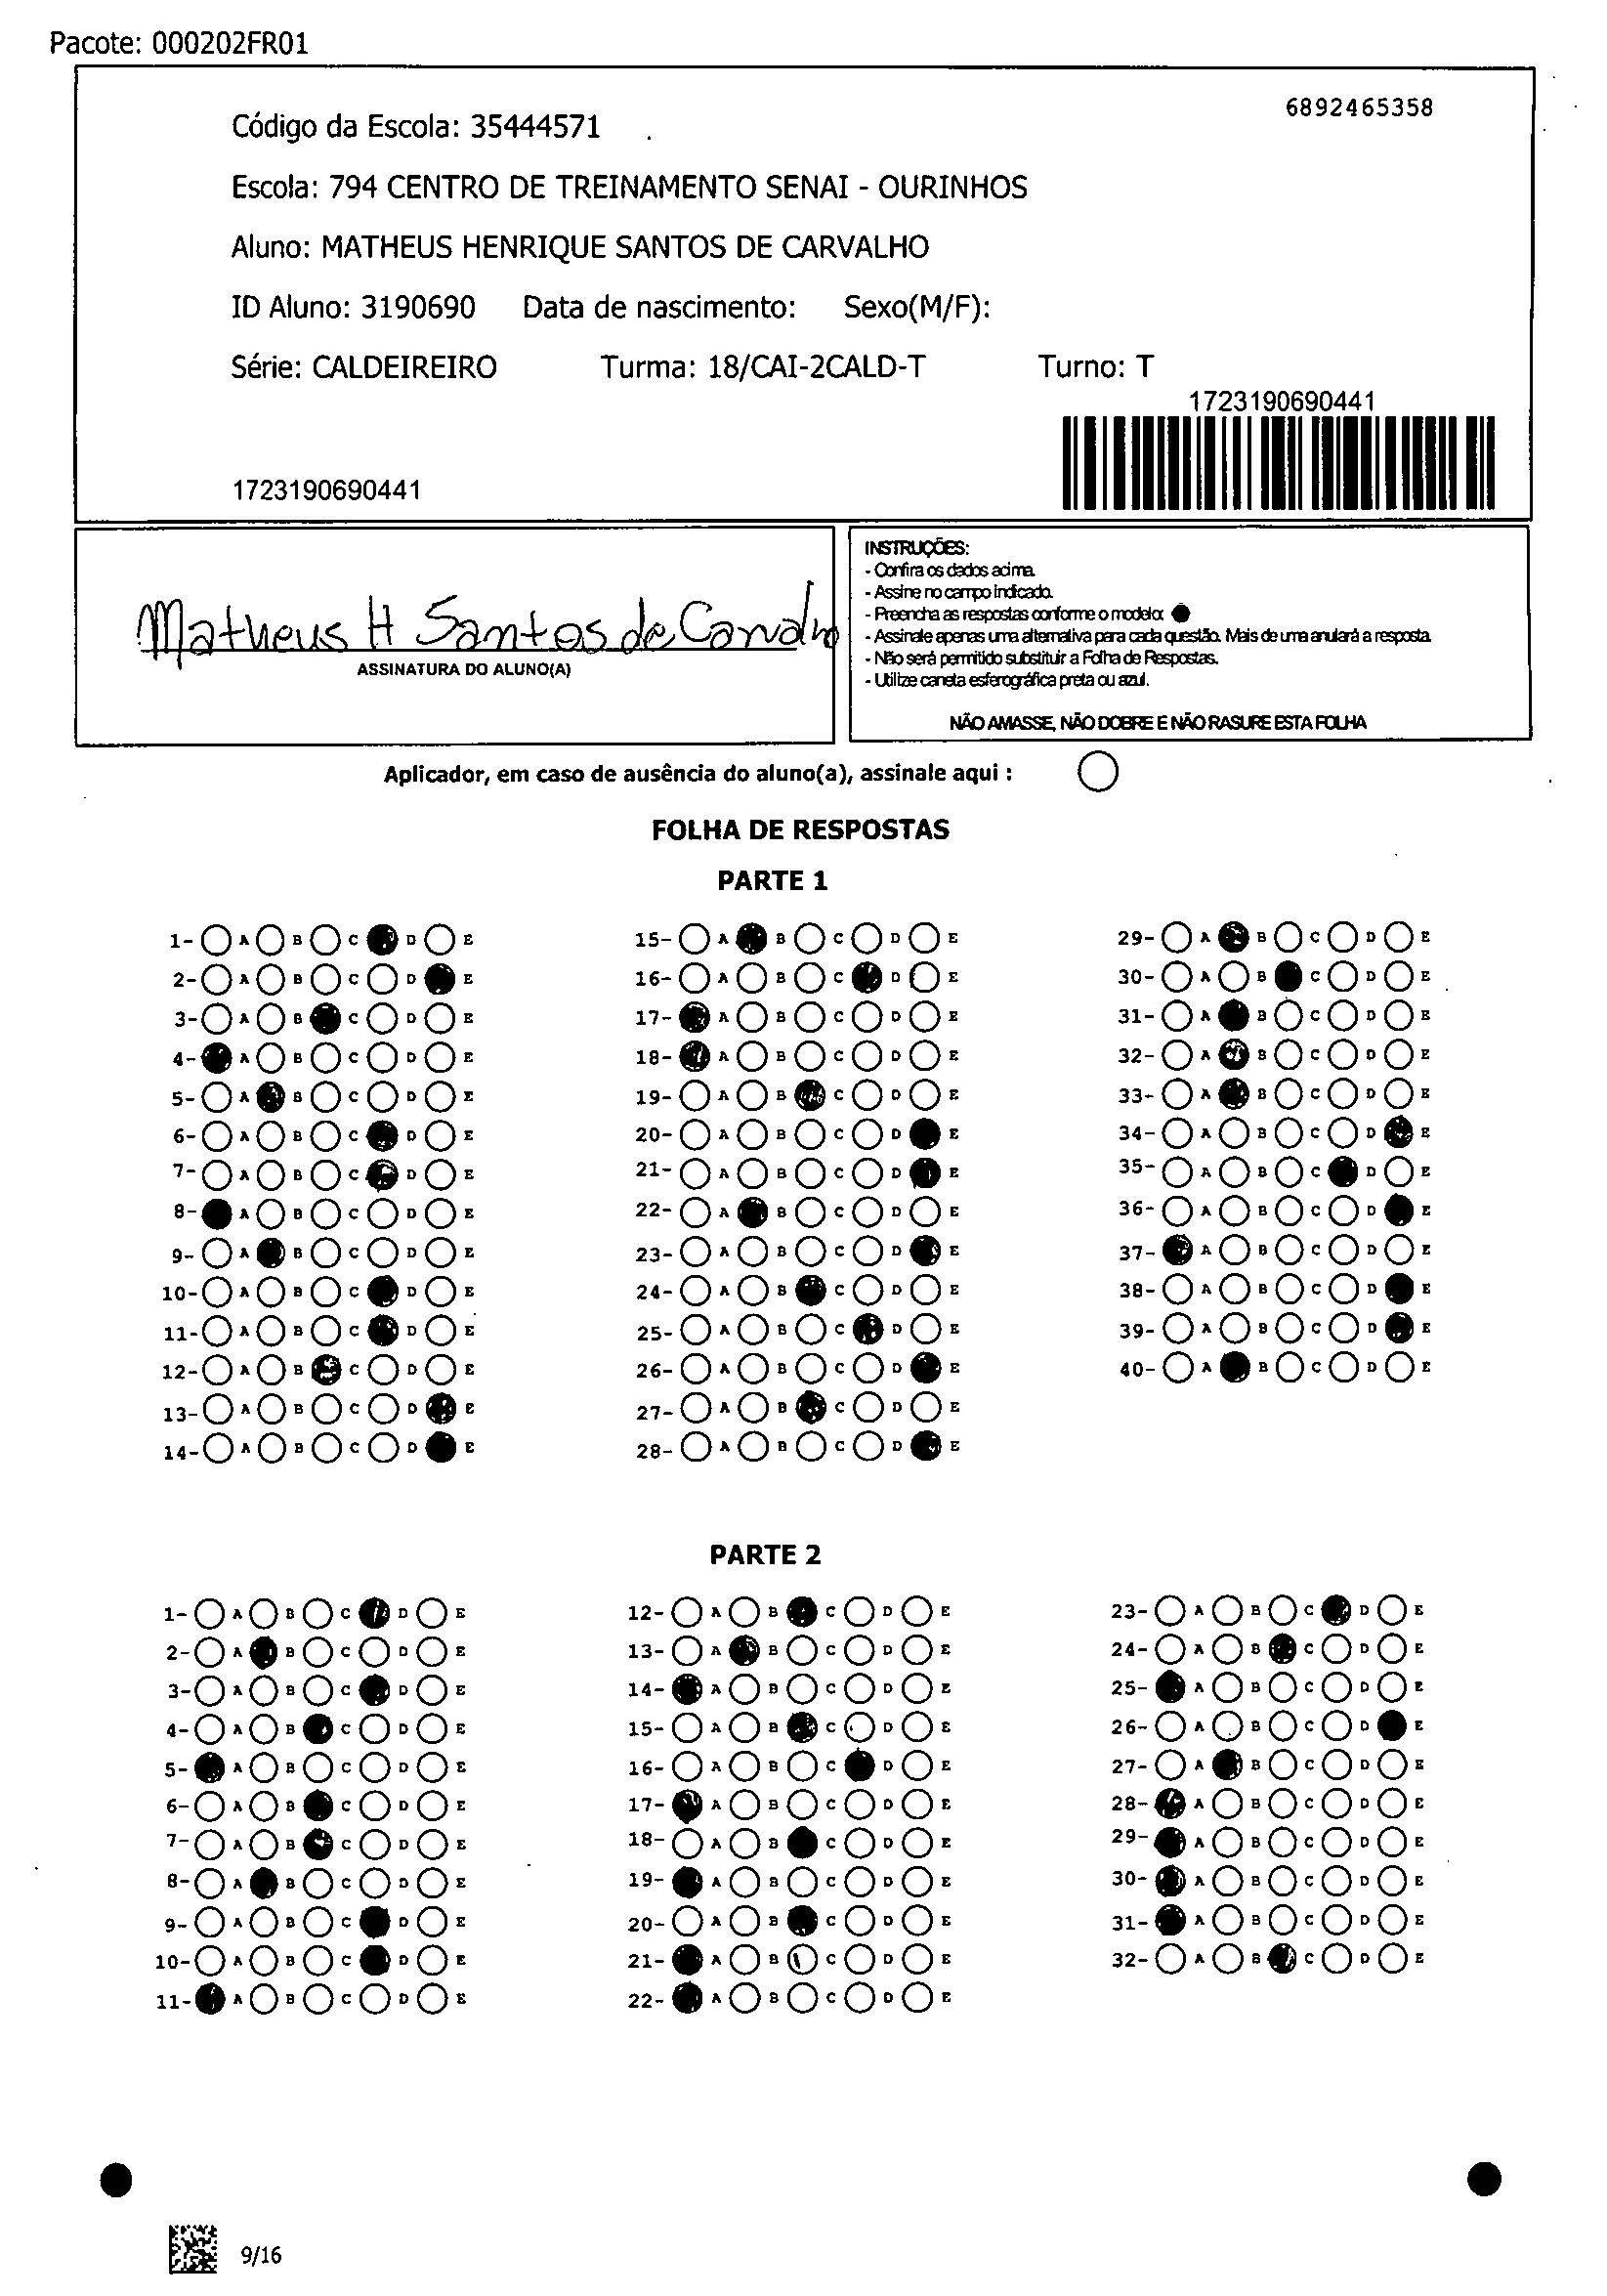 Pacote: 000202FR01
6892465358
Código da Escola: 35444571
Escola: 794 CENTRO DE TREINAMENTO SENAI - OURINHOS
Aluno: MATHEUS HENRIQUE SANTOS DE CARVALHO
ID Aluno: 3190690 Data de nascimento: Sexo(M/F):
Série: CALDEIREIRO Turma: 18/CAI-2CALD-T Turno: T
1723190690441
1723190690441
Matheus H Santos de Carvalho
ASSINATURA DO ALUNO(A)
INSTRUÇÕES:
- Confira os dados acima.
- Assine no campo indicado.
- Preencha as respostas conforme o modelo:
- Assinale apenas uma alternativa para cada questão. Mais de uma anulará a resposta.
- Não será permitido substituir a Folha de Respostas.
- Utilize caneta esferográfica preta ou azul.
NÃO AMASSE, NÃO DOBRE E NÃO RASURE ESTA FOLHA
Aplicador, em caso de ausência do aluno(a), assinale aqui :
FOLHA DE RESPOSTAS
PARTE 1
1- A B C D E
2- A B C D E
3- A B C D E
4- A B C D E
5- A B C D E
6- A B C D E
7- A B C D E
8- A B C D E
9- A B C D E
10- A B C D E
11- A B C D E
12- A B C D E
13- A B C D E
14- A B C D E
15- A B C D E
16- A B C D E
17- A B C D E
18- A B C D E
19- A B C D E
20- A B C D E
21- A B C D E
22- A B C D E
23- A B C D E
24- A B C D E
25- A B C D E
26- A B C D E
27- A B C D E
28- A B C D E
29- A B C D E
30- A B C D E
31- A B C D E
32- A B C D E
33- A B C D E
34- A B C D E
35- A B C D E
36- A B C D E
37- A B C D E
38- A B C D E
39- A B C D E
40- A B C D E
PARTE 2
1- A B C D E
2- A B C D E
3- A B C D E
4- A B C D E
5- A B C D E
6- A B C D E
7- A B C D E
8- A B C D E
9- A B C D E
10- A B C D E
11- A B C D E
12- A B C D E
13- A B C D E
14- A B C D E
15- A B C D E
16- A B C D E
17- A B C D E
18- A B C D E
19- A B C D E
20- A B C D E
21- A B C D E
22- A B C D E
23- A B C D E
24- A B C D E
25- A B C D E
26- A B C D E
27- A B C D E
28- A B C D E
29- A B C D E
30- A B C D E
31- A B C D E
32- A B C D E
9/16